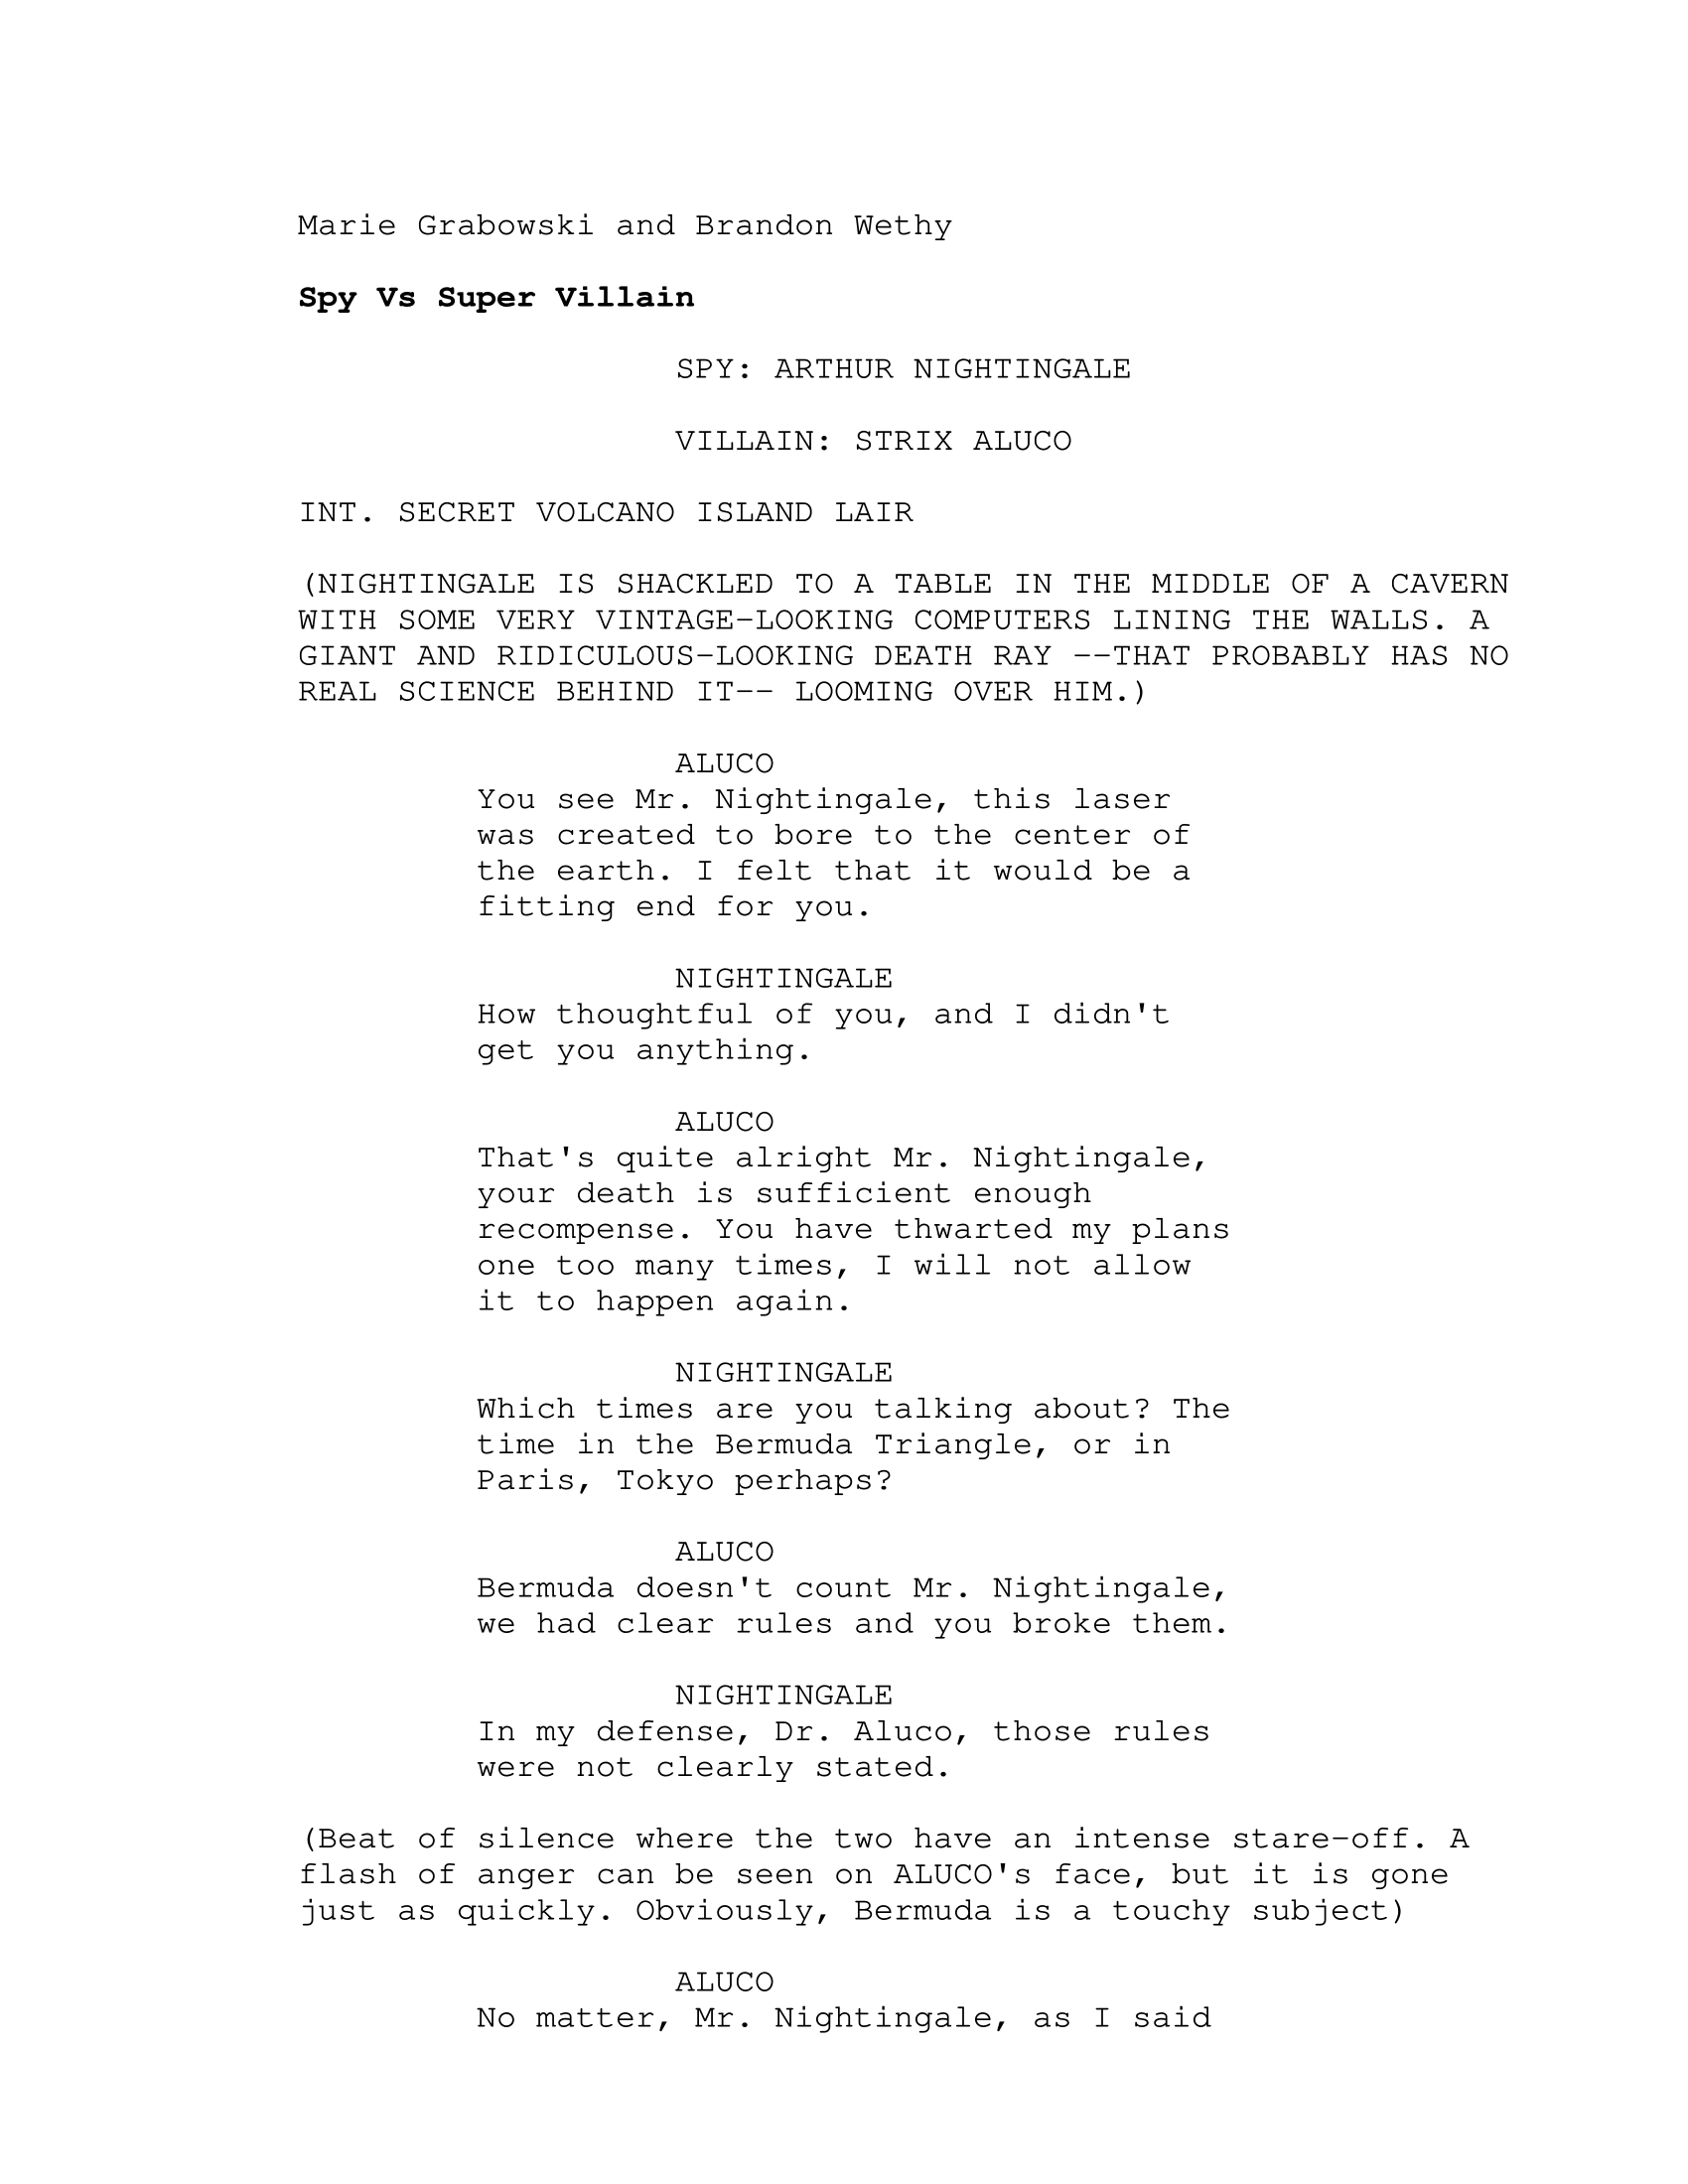 Marie Grabowski and Brandon Wethy
Spy Vs Super Villain
SPY: ARTHUR NIGHTINGALE
VILLAIN: STRIX ALUCO
INT. SECRET VOLCANO ISLAND LAIR
(NIGHTINGALE IS SHACKLED TO A TABLE IN THE MIDDLE OF A CAVERN
WITH SOME VERY VINTAGE-LOOKING COMPUTERS LINING THE WALLS. A
GIANT AND RIDICULOUS-LOOKING DEATH RAY --THAT PROBABLY HAS NO
REAL SCIENCE BEHIND IT-- LOOMING OVER HIM.)
ALUCO
You see Mr. Nightingale, this laser
was created to bore to the center of
the earth. I felt that it would be a
fitting end for you.
NIGHTINGALE
How thoughtful of you, and I didn't
get you anything.
ALUCO
That's quite alright Mr. Nightingale,
your death is sufficient enough
recompense. You have thwarted my plans
one too many times, I will not allow
it to happen again.
NIGHTINGALE
Which times are you talking about? The
time in the Bermuda Triangle, or in
Paris, Tokyo perhaps?
ALUCO
Bermuda doesn't count Mr. Nightingale,
we had clear rules and you broke them.
NIGHTINGALE
In my defense, Dr. Aluco, those rules
were not clearly stated.
(Beat of silence where the two have an intense stare-off. A
flash of anger can be seen on ALUCO's face, but it is gone
just as quickly. Obviously, Bermuda is a touchy subject)
ALUCO
No matter, Mr. Nightingale, as I said